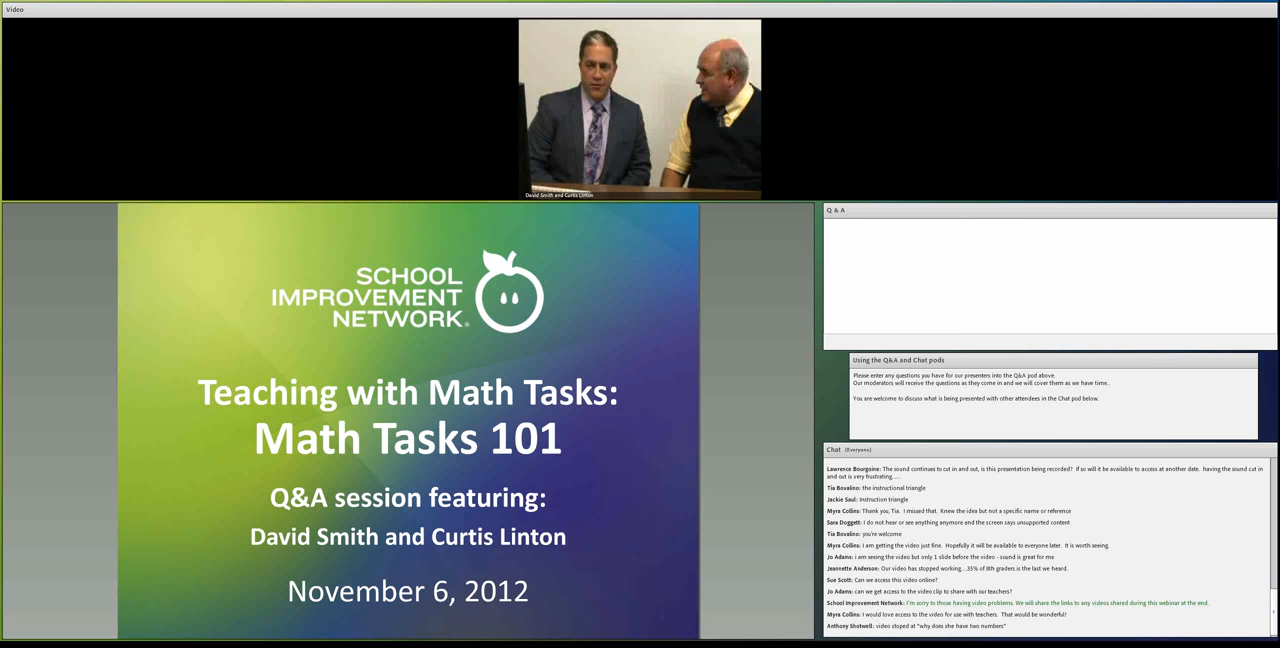 Video
David Smith and Curtis Linton
SCHOOL
IMPROVEMENT
NETWORK®
Teaching with Math Tasks:
Math Tasks 101
Q&A session featuring:
David Smith and Curtis Linton
November 6, 2012
Q & A
Using the Q&A and Chat pods
Please enter any questions you have for our presenters into the Q&A pod above.
Our moderators will receive the questions as they come in and we will cover them as we have time..
You are welcome to discuss what is being presented with other attendees in the Chat pod below.
Chat (Everyone)
Lawrence Bourgoine: The sound continues to cut in and out, is this presentation being recorded? If so will it be available to access at another date. having the sound cut in
and out is very frustrating.....
Tia Bovalino: the instructional triangle
Jackie Saul: Instruction triangle
Myra Collins: Thank you, Tia. I missed that. Knew the idea but not a specific name or reference
Sara Doggett: I do not hear or see anything anymore and the screen says unsupported content
Tia Bovalino: you're welcome
Myra Collins: I am getting the video just fine. Hopefully it will be available to everyone later. It is worth seeing.
Jo Adams: i am seeing the video but only 1 slide before the video - sound is great for me
Jeannette Anderson: Our video has stopped working....35% of 8th graders is the last we heard.
Sue Scott: Can we access this video online?
Jo Adams: can we get access to the video clip to share with our teachers?
School Improvement Network: I'm sorry to those having video problems. We will share the links to any videos shared during this webinar at the end.
Myra Collins: I would love access to the video for use with teachers. That would be wonderful!
Anthony Shotwell: video stoped at "why does she have two numbers"